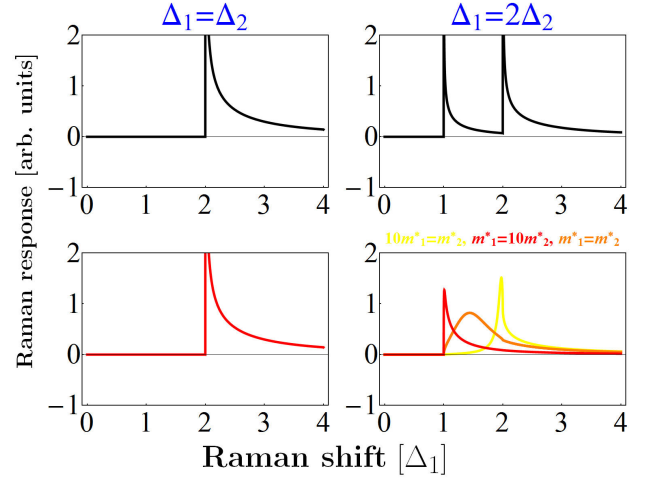 Δ₁=Δ₂
Δ₁=2Δ₂
Raman response [arb. units]
2
1
0
−1
0 1 2 3 4
2
1
0
−1
0 1 2 3 4
2
1
0
−1
0 1 2 3 4
10m*₁=m*₂, m*₁=10m*₂, m*₁=m*₂
2
1
0
−1
0 1 2 3 4
Raman shift [Δ₁]